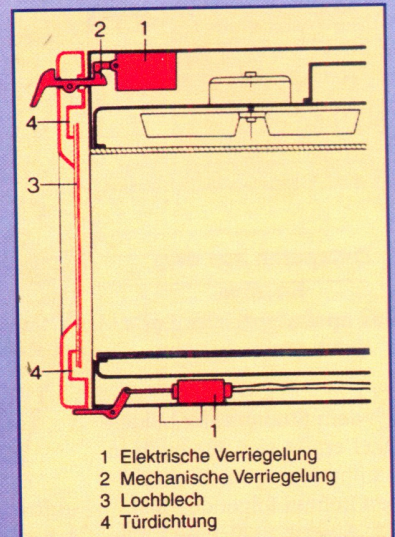 2
1
4
3
4
1
1 Elektrische Verriegelung
2 Mechanische Verriegelung
3 Lochblech
4 Türdichtung